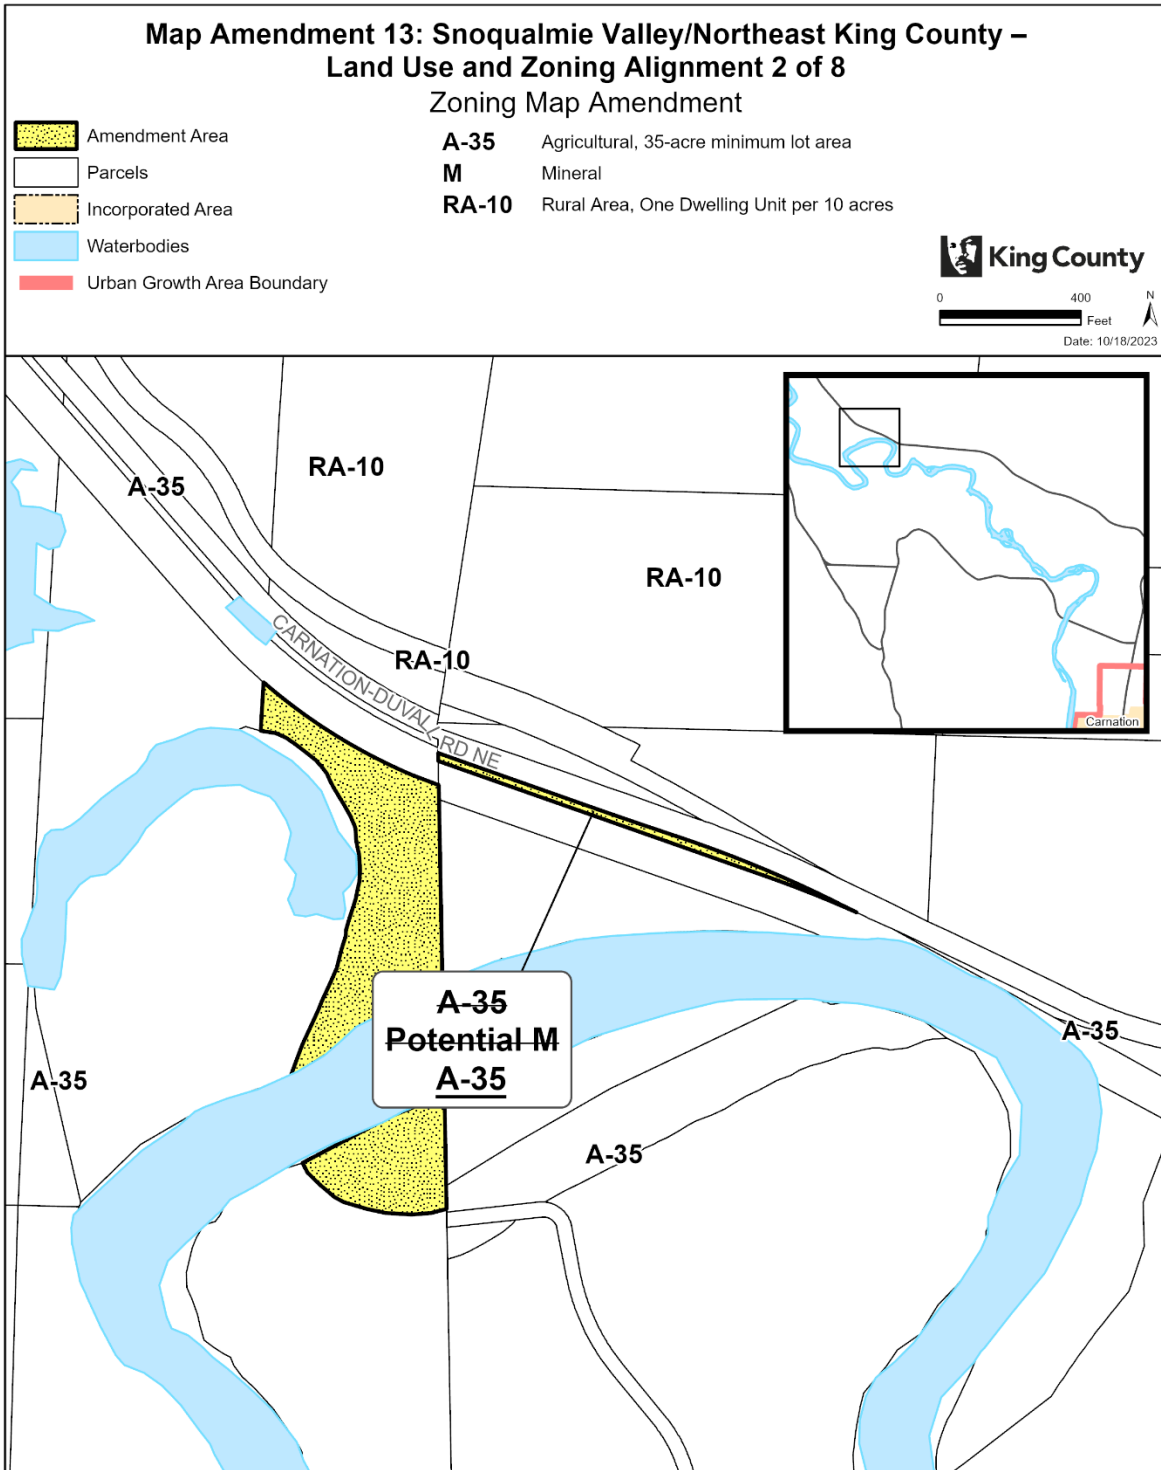 Map Amendment 13: Snoqualmie Valley/Northeast King County –
Land Use and Zoning Alignment 2 of 8
Zoning Map Amendment
Amendment Area
Parcels
Incorporated Area
Waterbodies
Urban Growth Area Boundary
A-35 Agricultural, 35-acre minimum lot area
M Mineral
RA-10 Rural Area, One Dwelling Unit per 10 acres
King County
0 400
Feet
N
Date: 10/18/2023
RA-10
A-35
RA-10
CARNATION-DUVALL RD NE
RA-10
Carnation
A-35
Potential M
A-35
A-35
A-35
A-35